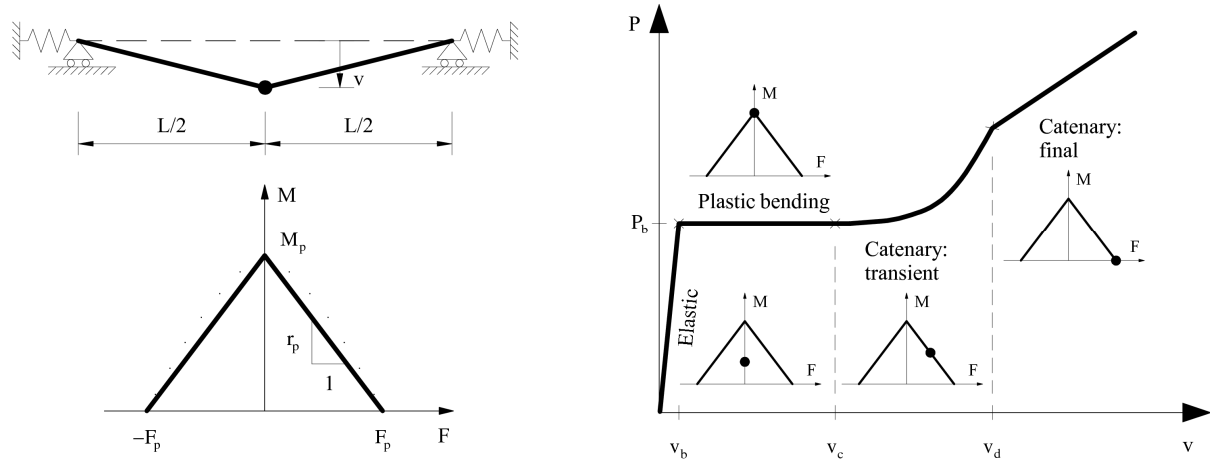 v
L/2 L/2
M
M_p
r_p
1
−F_p F_p F
P
M
F
Plastic bending
P_b
Elastic
M
F
Catenary:
transient
M
F
Catenary:
final
M
F
v_b v_c v_d v